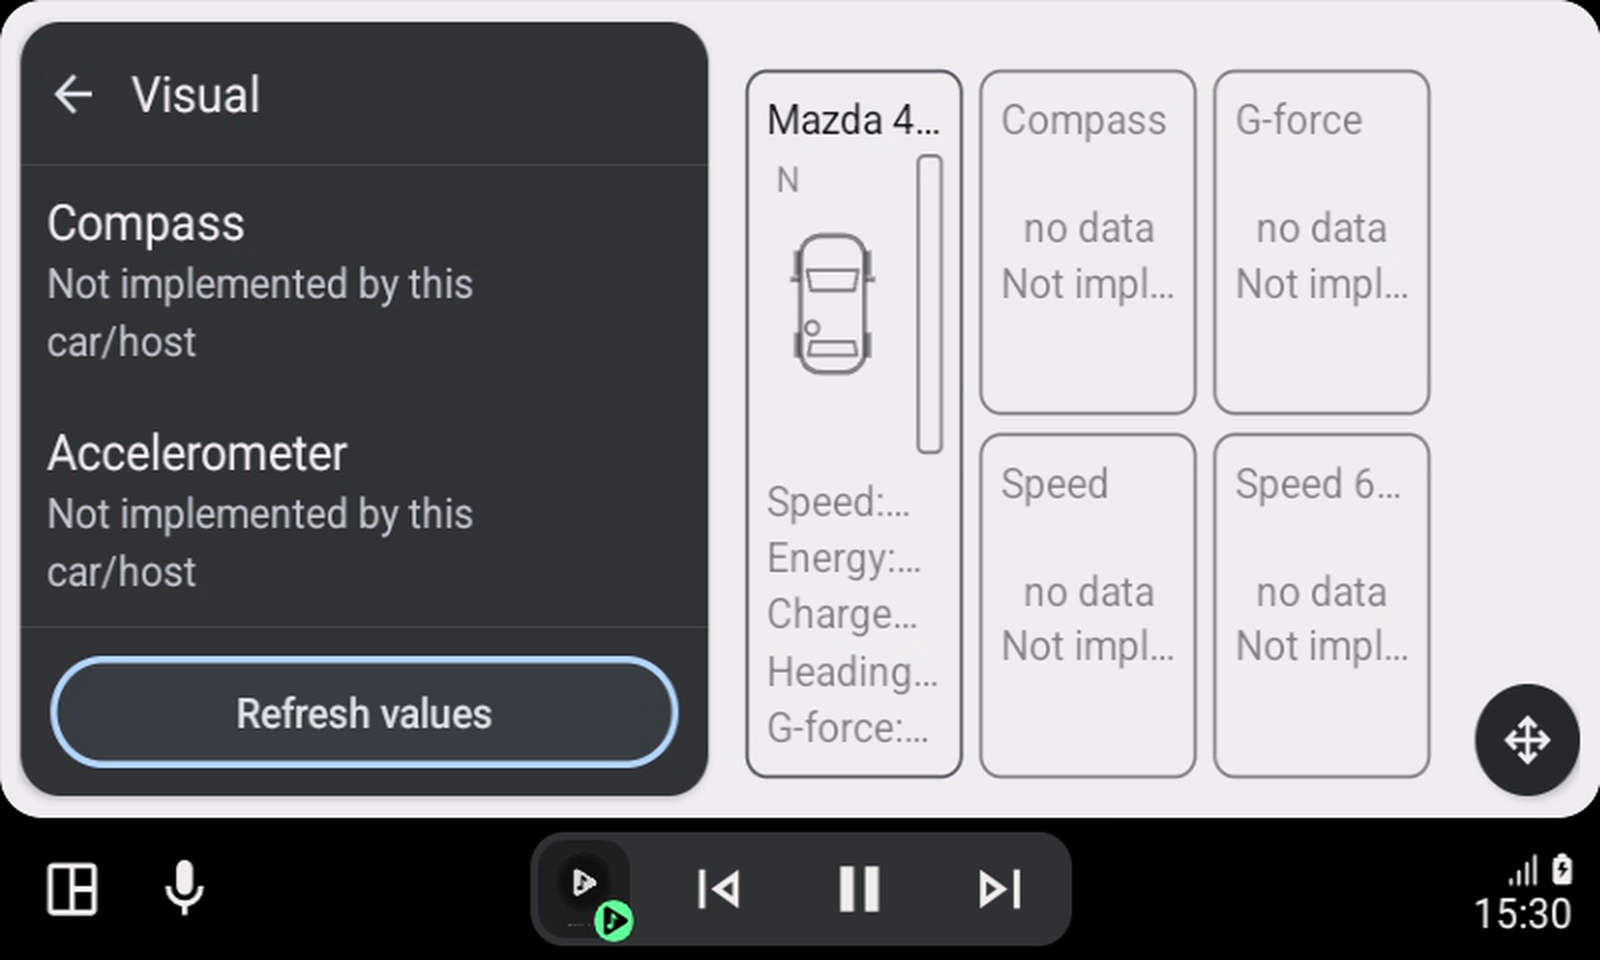 Visual
Compass
Not implemented by this
car/host
Accelerometer
Not implemented by this
car/host
Refresh values
Mazda 4...
N
Speed:...
Energy:...
Charge...
Heading...
G-force:...
Compass
no data
Not impl...
G-force
no data
Not impl...
Speed
no data
Not impl...
Speed 6...
no data
Not impl...
15:30